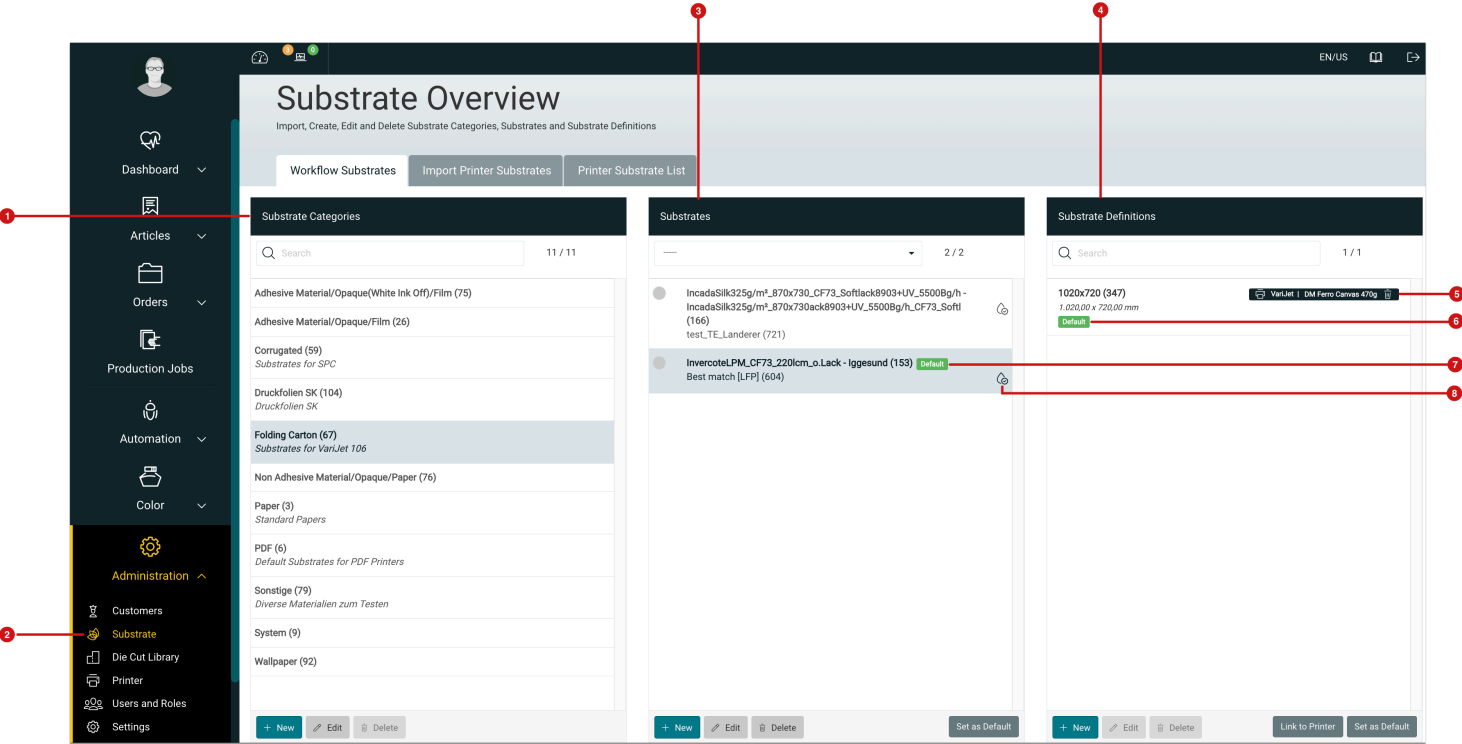 3
4
3
0
EN/US
Substrate Overview
Import, Create, Edit and Delete Substrate Categories, Substrates and Substrate Definitions
Dashboard
Workflow Substrates
Import Printer Substrates
Printer Substrate List
1
Articles
Orders
Production Jobs
Automation
Color
Administration
Customers
2
Substrate
Die Cut Library
Printer
Users and Roles
Settings
Substrate Categories
Search
11 / 11
Adhesive Material/Opaque(White Ink Off)/Film (75)
Adhesive Material/Opaque/Film (26)
Corrugated (59)
Substrates for SPC
Druckfolien SK (104)
Druckfolien SK
Folding Carton (67)
Substrates for VariJet 106
Non Adhesive Material/Opaque/Paper (76)
Paper (3)
Standard Papers
PDF (6)
Default Substrates for PDF Printers
Sonstige (79)
Diverse Materialien zum Testen
System (9)
Wallpaper (92)
+ New
Edit
Delete
Substrates
----
2 / 2
IncadaSilk325g/m²_870x730_CF73_Softlack8903+UV_5500Bg/h -
IncadaSilk325g/m²_870x730ack8903+UV_5500Bg/h_CF73_Softl
(166)
test_TE_Landerer (721)
InvercoteLPM_CF73_220lcm_o.Lack - Iggesund (153) Default
Best match [LFP] (604)
+ New
Edit
Delete
Set as Default
Substrate Definitions
Search
1 / 1
1020x720 (347)
VariJet | DM Ferro Canvas 470g
5
1.020,00 x 720,00 mm
Default
6
7
8
+ New
Edit
Delete
Link to Printer
Set as Default